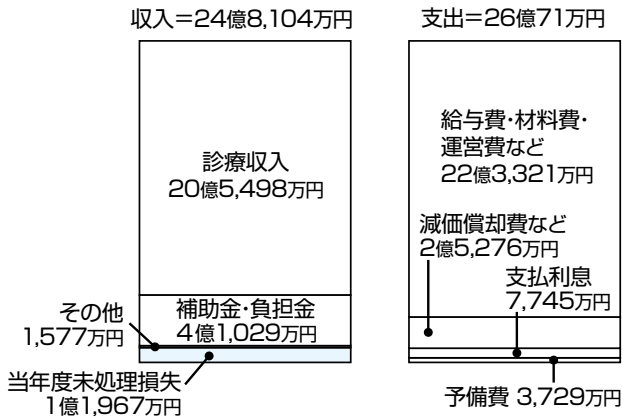 収入＝24億8,104万円
診療収入
20億5,498万円
補助金・負担金
4億1,029万円
その他
1,577万円
当年度未処理損失
1億1,967万円
支出＝26億71万円
給与費・材料費・
運営費など
22億3,321万円
減価償却費など
2億5,276万円
支払利息
7,745万円
予備費 3,729万円